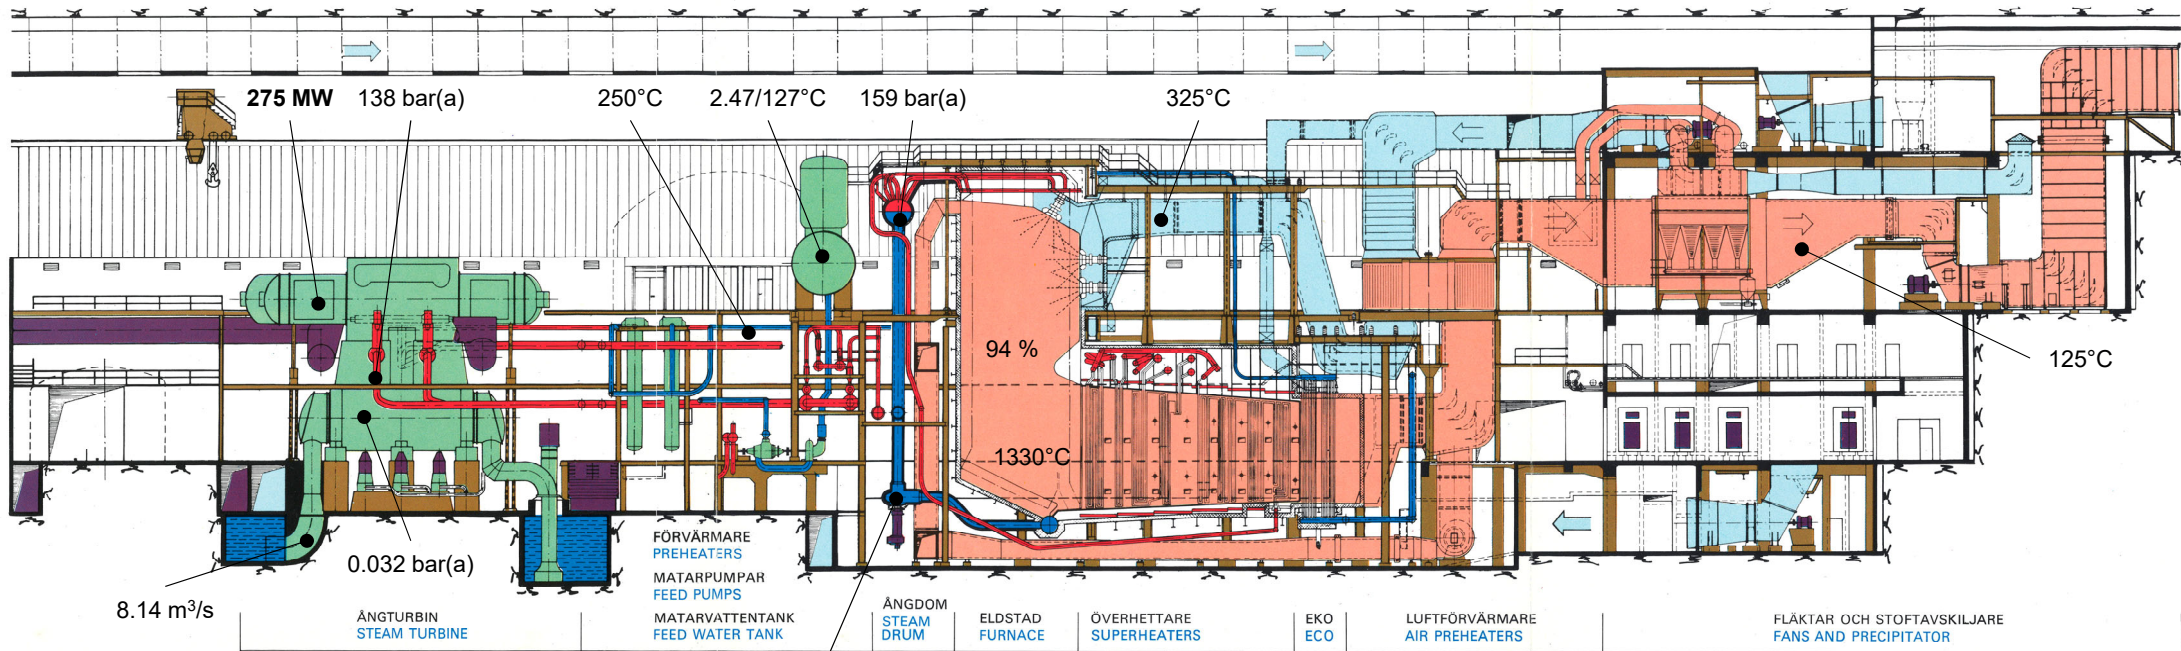 275 MW
138 bar(a)
250°C
2.47/127°C
159 bar(a)
325°C
94 %
1330°C
125°C
0.032 bar(a)
8.14 m³/s
FÖRVÄRMARE
PREHEATERS
MATARPUMPAR
FEED PUMPS
MATARVATTENTANK
FEED WATER TANK
ÅNGTURBIN
STEAM TURBINE
ÅNGDOM
STEAM
DRUM
ELDSTAD
FURNACE
ÖVERHETTARE
SUPERHEATERS
EKO
ECO
LUFTFÖRVÄRMARE
AIR PREHEATERS
FLÄKTAR OCH STOFTAVSKILJARE
FANS AND PRECIPITATOR